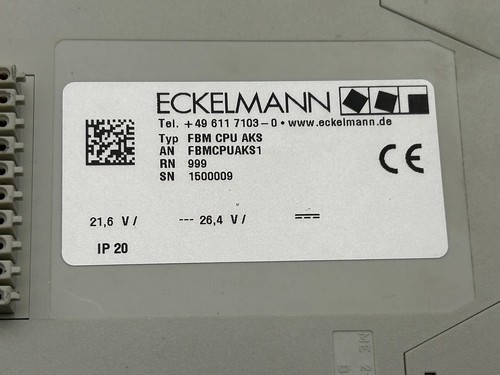 ECKELMANN
Tel. +49 611 7103-0 • www.eckelmann.de
Typ FBM CPU AKS
AN FBMCPUAKS1
RN 999
SN 1500009
CE
21,6 V / --- 26,4 V /
IP 20